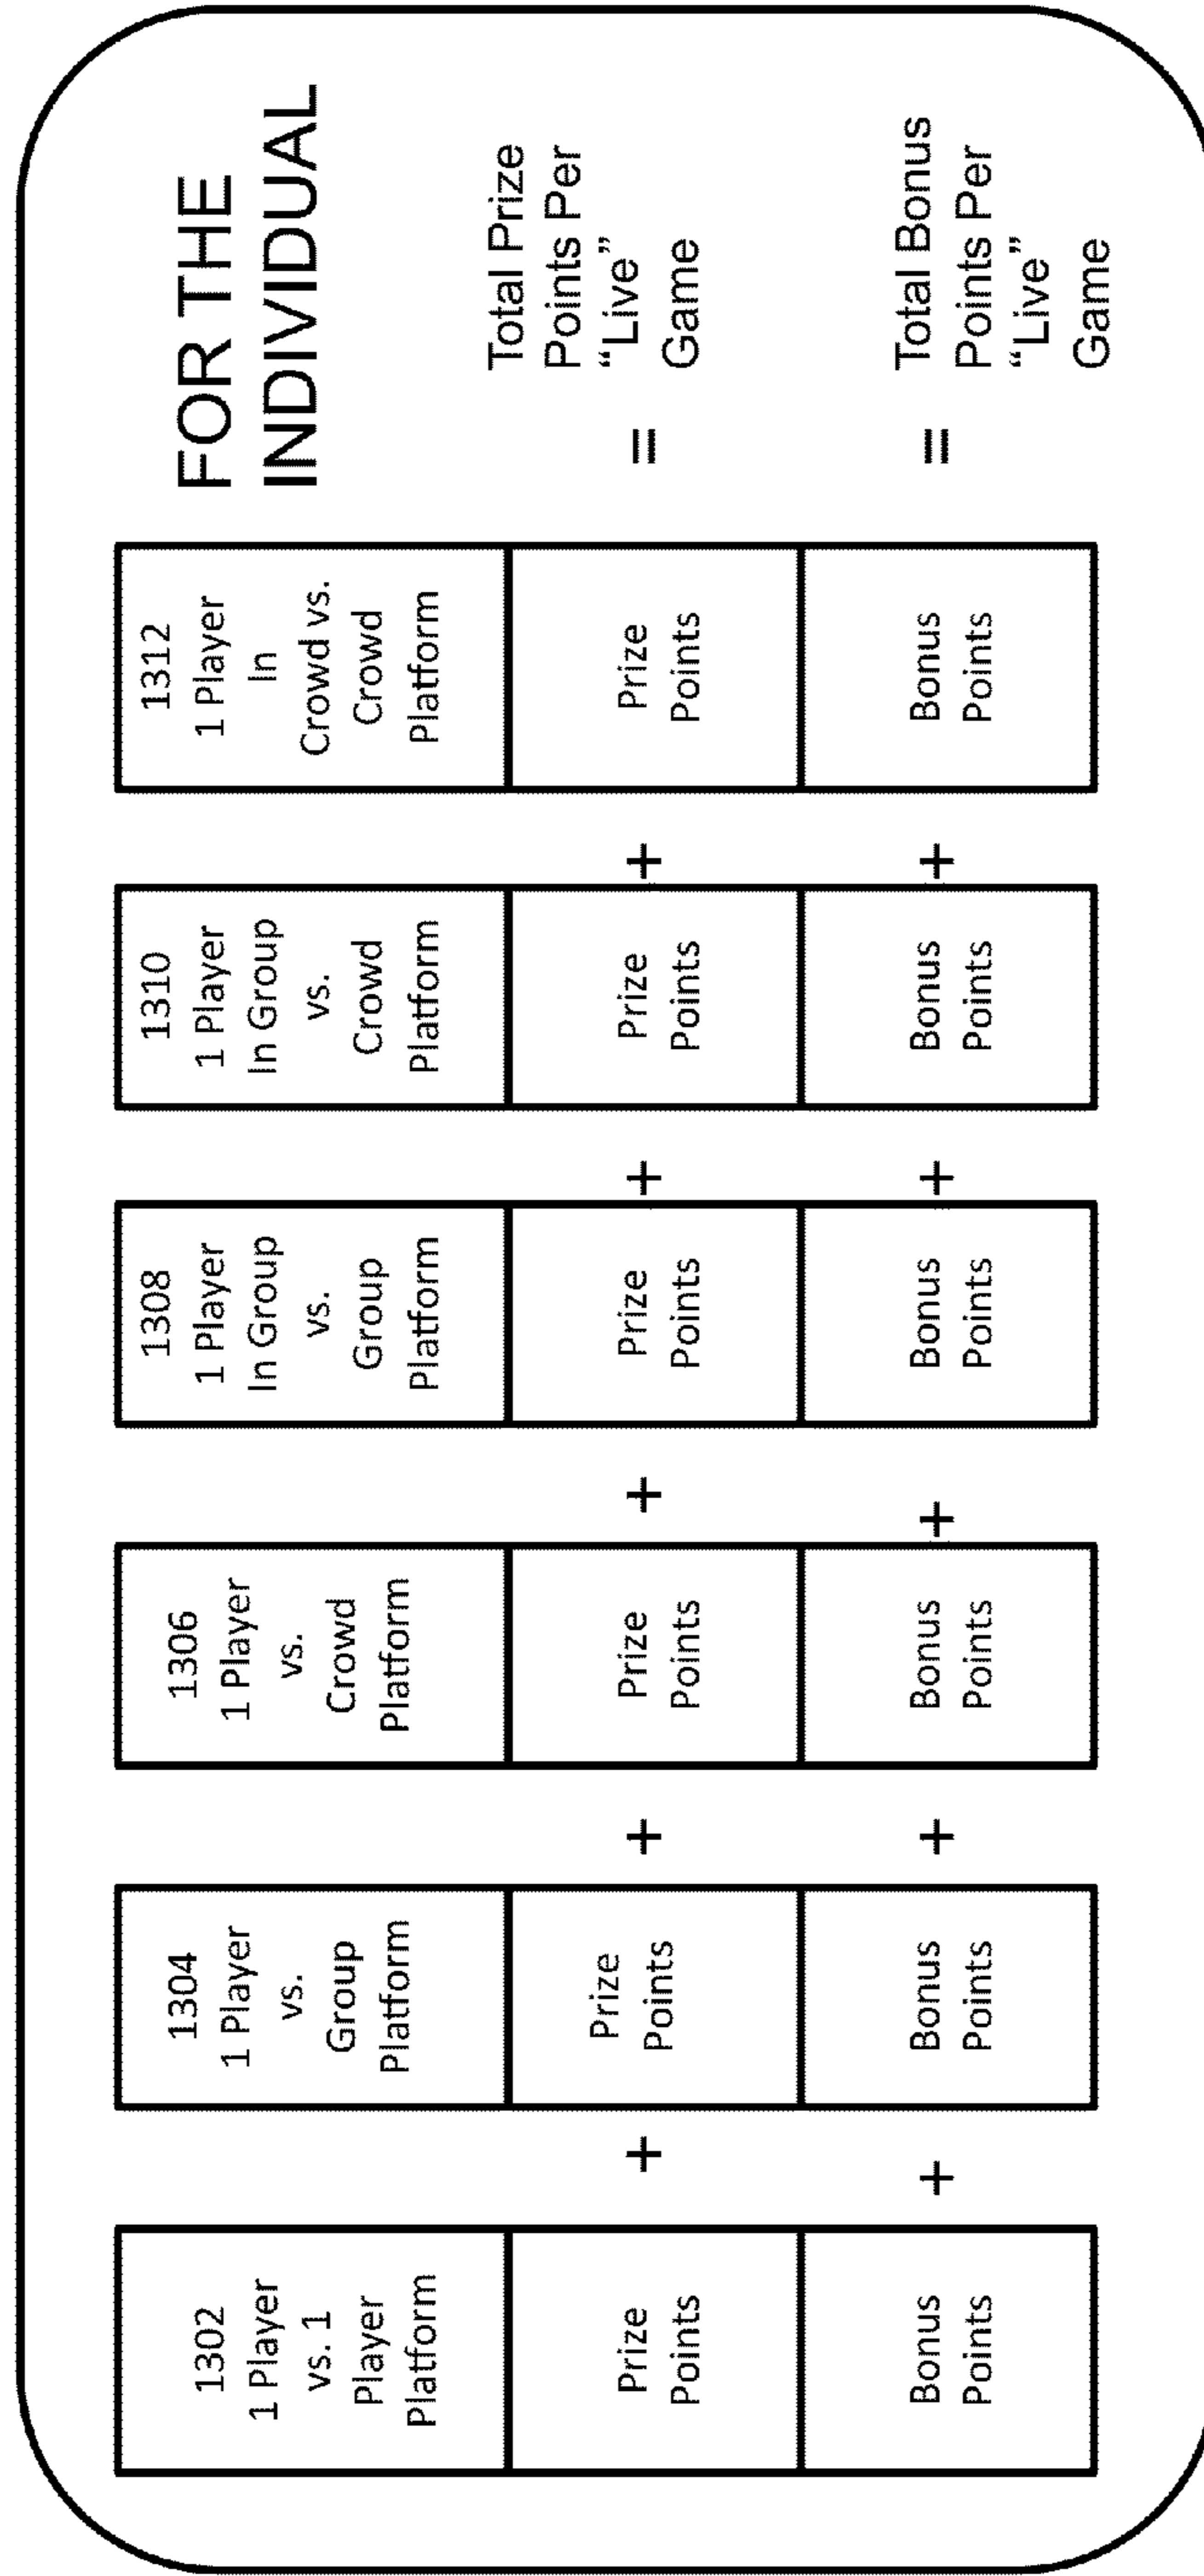 1302
1 Player
vs. 1
Player
Platform
Prize
Points
Bonus
Points
+
+
1304
1 Player
vs.
Group
Platform
Prize
Points
Bonus
Points
+
+
1306
1 Player
vs.
Crowd
Platform
Prize
Points
Bonus
Points
+
+
1308
1 Player
In Group
vs.
Group
Platform
Prize
Points
Bonus
Points
+
+
1310
1 Player
In Group
vs.
Crowd
Platform
Prize
Points
Bonus
Points
+
+
1312
1 Player
In
Crowd vs.
Crowd
Platform
Prize
Points
Bonus
Points
FOR THE
INDIVIDUAL
=
Total Prize
Points Per
“Live”
Game
=
Total Bonus
Points Per
“Live”
Game